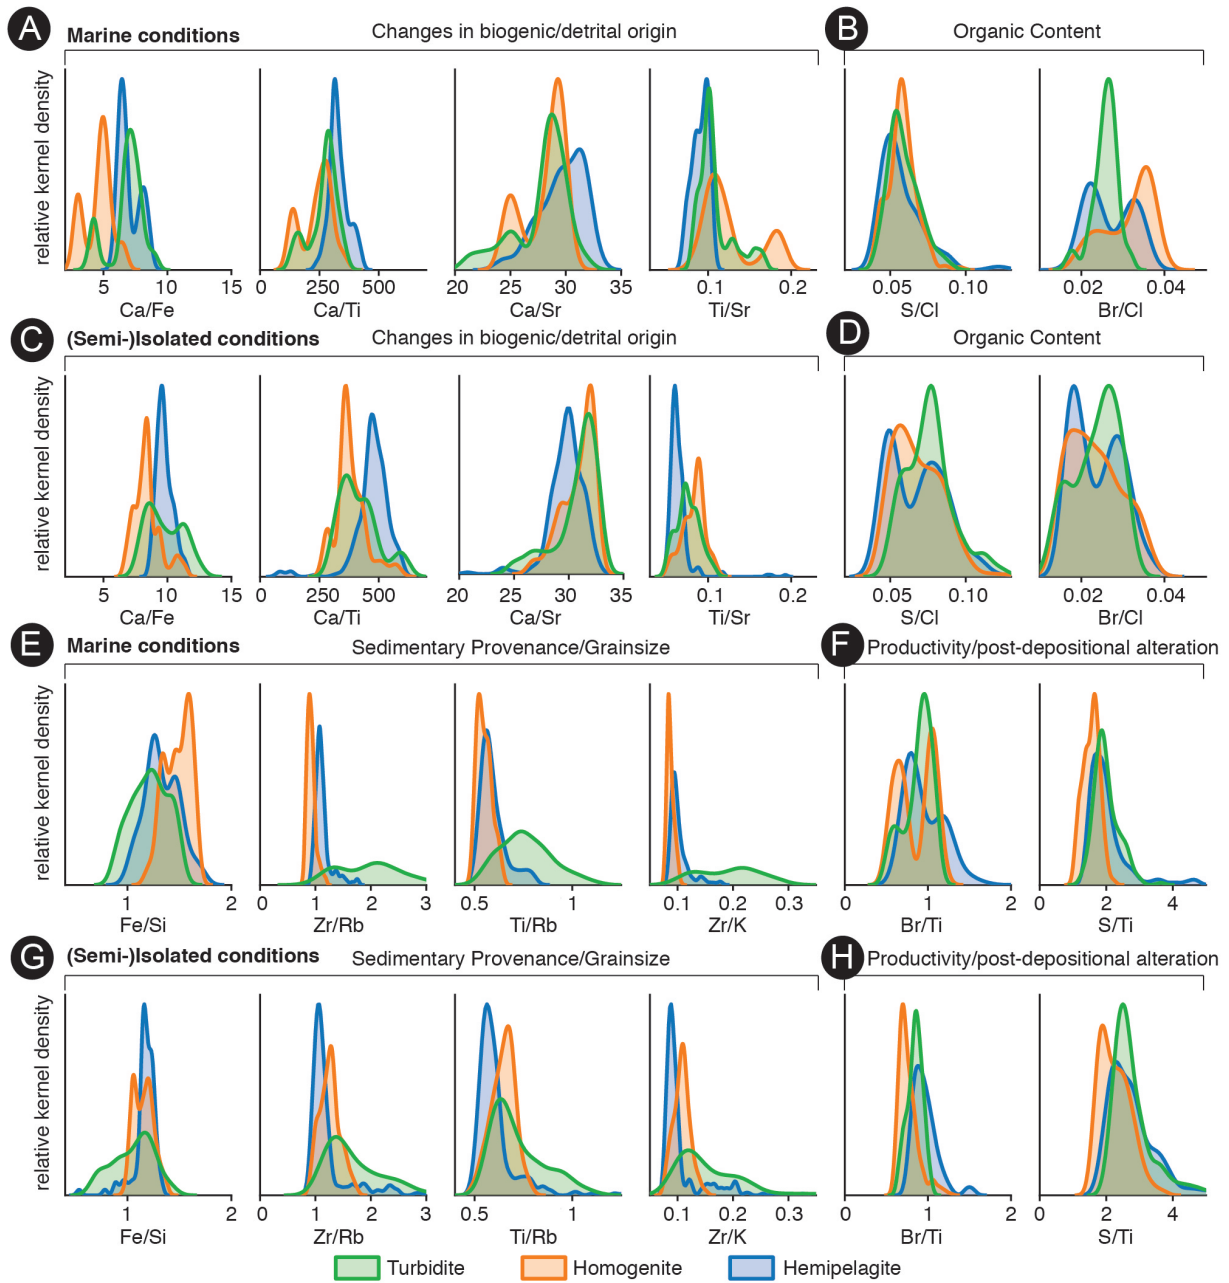 A Marine conditions Changes in biogenic/detrital origin B Organic Content
relative kernel density
5 10 15 0 250 500 20 25 30 35 0.1 0.2 0.05 0.10 0.02 0.04
Ca/Fe Ca/Ti Ca/Sr Ti/Sr S/Cl Br/Cl
C (Semi-)Isolated conditions Changes in biogenic/detrital origin D Organic Content
relative kernel density
5 10 15 0 250 500 20 25 30 35 0.1 0.2 0.05 0.10 0.02 0.04
Ca/Fe Ca/Ti Ca/Sr Ti/Sr S/Cl Br/Cl
E Marine conditions Sedimentary Provenance/Grainsize F Productivity/post-depositional alteration
relative kernel density
1 2 0 1 2 3 0.5 1 0.1 0.2 0.3 0 1 2 0 2 4
Fe/Si Zr/Rb Ti/Rb Zr/K Br/Ti S/Ti
G (Semi-)Isolated conditions Sedimentary Provenance/Grainsize H Productivity/post-depositional alteration
relative kernel density
1 2 0 1 2 3 0.5 1 0.1 0.2 0.3 0 1 2 0 2 4
Fe/Si Zr/Rb Ti/Rb Zr/K Br/Ti S/Ti
Turbidite Homogenite Hemipelagite